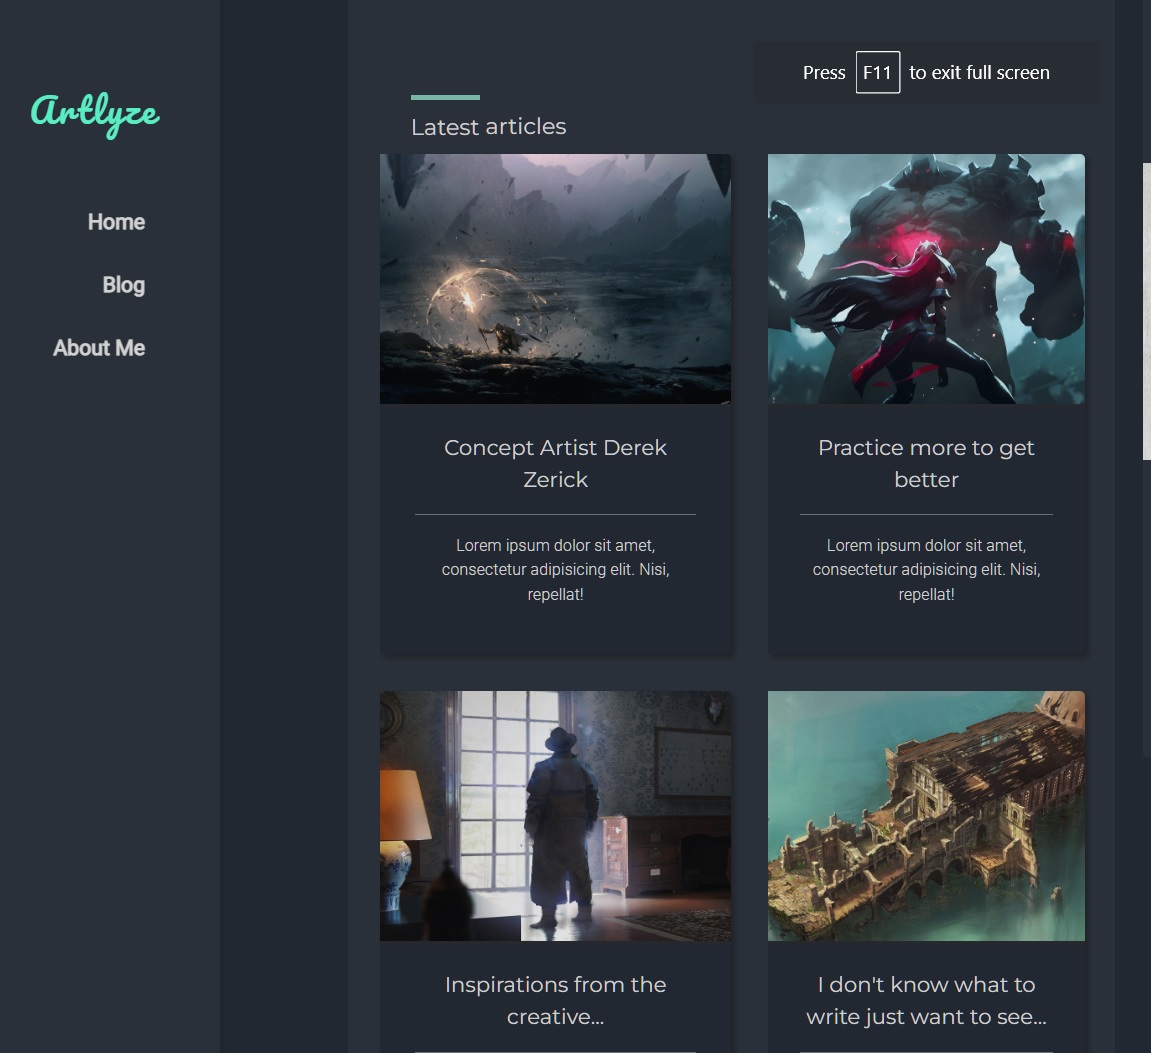 Press F11 to exit full screen
Artlyze
Home
Blog
About Me
Latest articles
Concept Artist Derek
Zerick
Lorem ipsum dolor sit amet,
consectetur adipisicing elit. Nisi,
repellat!
Practice more to get
better
Lorem ipsum dolor sit amet,
consectetur adipisicing elit. Nisi,
repellat!
Inspirations from the
creative...
I don't know what to
write just want to see...